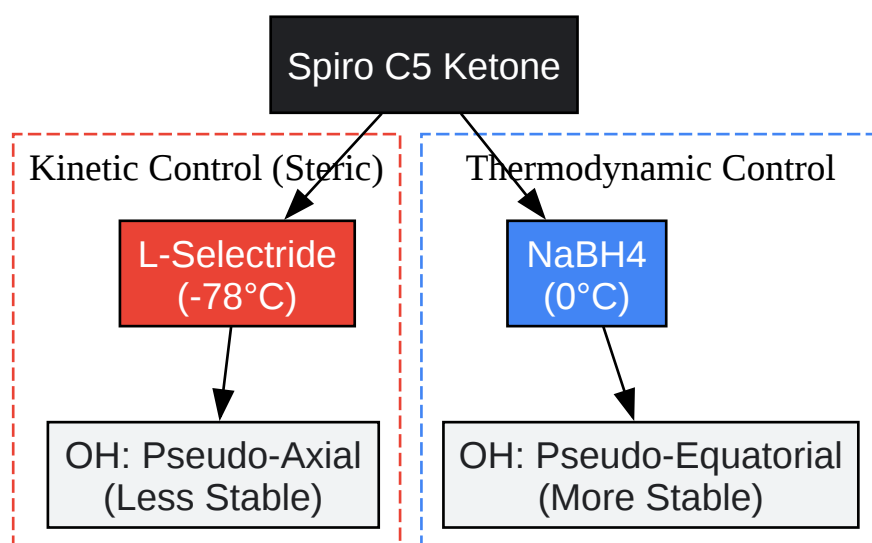 Spiro C5 Ketone
Kinetic Control (Steric)
Thermodynamic Control
L-Selectride
(-78°C)
NaBH4
(0°C)
OH: Pseudo-Axial
(Less Stable)
OH: Pseudo-Equatorial
(More Stable)